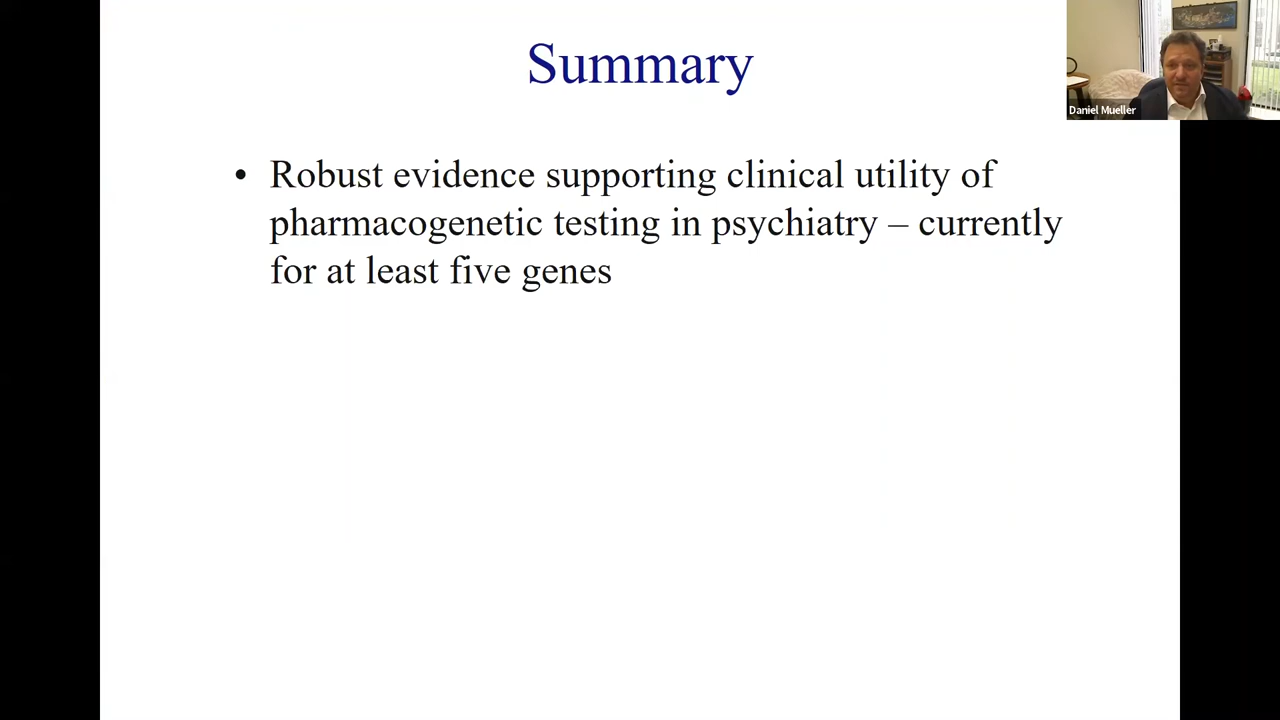 Summary
Daniel Mueller
• Robust evidence supporting clinical utility of
pharmacogenetic testing in psychiatry – currently
for at least five genes